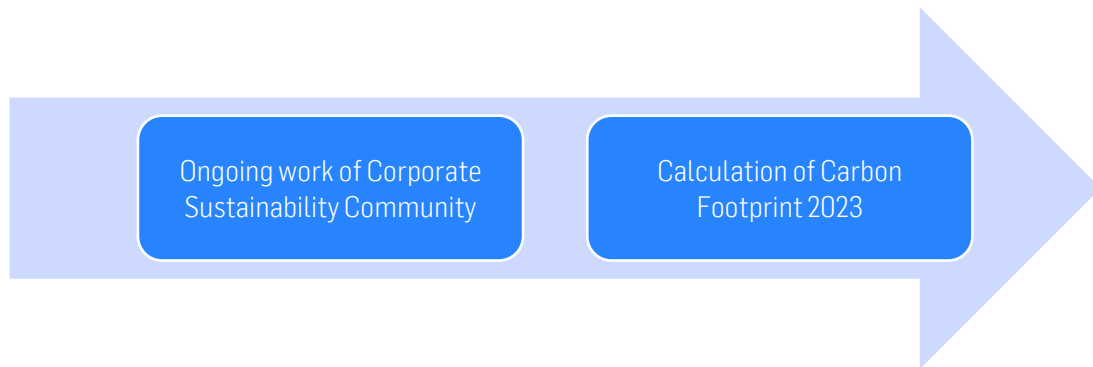 Ongoing work of Corporate
Sustainability Community
Calculation of Carbon
Footprint 2023